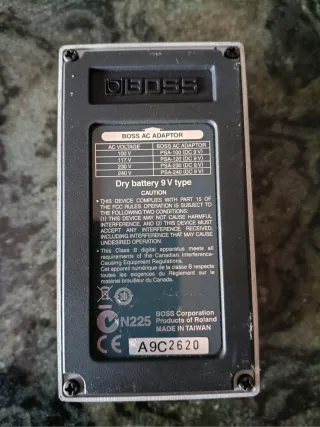 BOSS
BOSS AC ADAPTOR
AC VOLTAGE BOSS AC ADAPTOR
100 V PSA-100 (DC 9 V)
117 V PSA-120 (DC 9 V)
230 V PSA-230 (DC 9 V)
240 V PSA-240 (DC 9 V)
Dry battery 9 V type
CAUTION
• THIS DEVICE COMPLIES WITH PART 15 OF
THE FCC RULES. OPERATION IS SUBJECT TO
THE FOLLOWING TWO CONDITIONS:
(1) THIS DEVICE MAY NOT CAUSE HARMFUL
INTERFERENCE, AND (2) THIS DEVICE MUST
ACCEPT ANY INTERFERENCE RECEIVED,
INCLUDING INTERFERENCE THAT MAY CAUSE
UNDESIRED OPERATION.
• This Class B digital apparatus meets all
requirements of the Canadian Interference-
Causing Equipment Regulations.
Cet appareil numérique de la classe B respecte
toutes les exigences du Règlement sur le
matériel brouilleur du Canada.
N225
BOSS Corporation
Products of Roland
MADE IN TAIWAN
CE
A9C2620